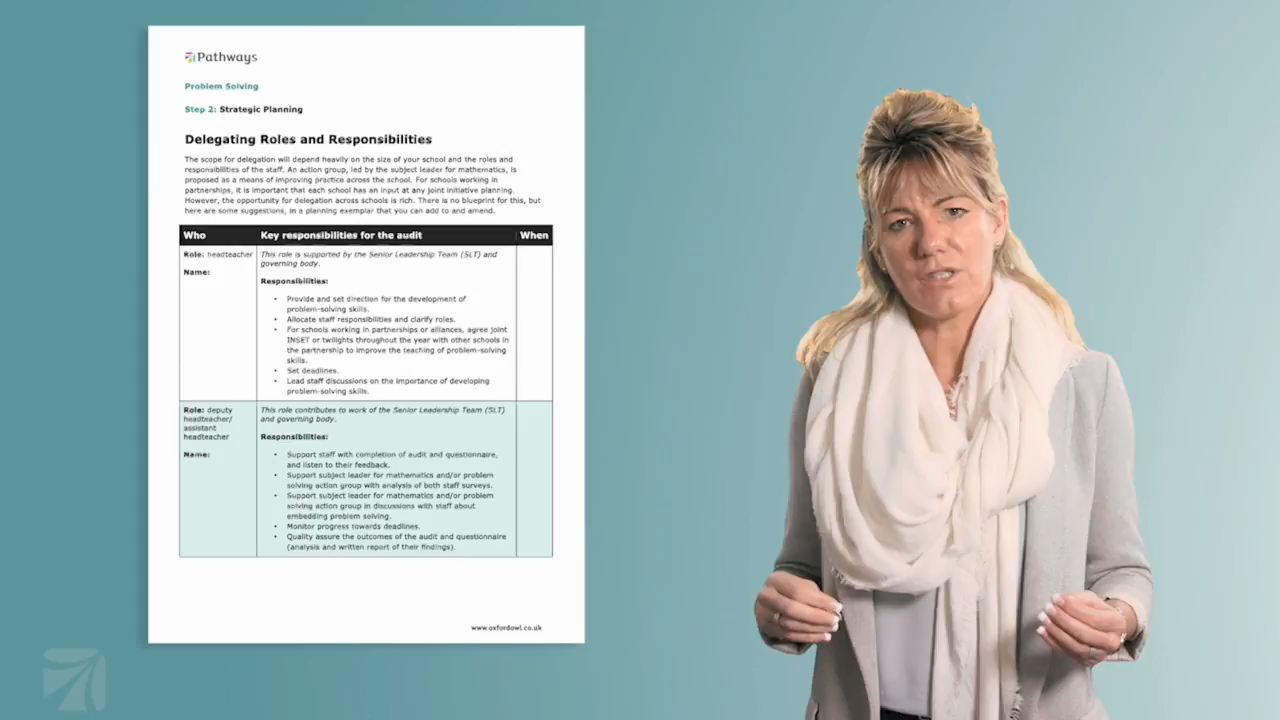 Pathways
Problem Solving
Step 2: Strategic Planning
Delegating Roles and Responsibilities
The scope for delegation will depend heavily on the size of your school and the roles and
responsibilities of the staff. An action group, led by the subject leader for mathematics, is
proposed as a means of improving practice across the school. For schools working in
partnerships, it is important that each school has an input at any joint initiative planning.
However, the opportunity for delegation across schools is rich. There is no blueprint for this, but
here are some suggestions, in a planning exemplar that you can add to and amend.
Who Key responsibilities for the audit When
Role: headteacher
Name:
This role is supported by the Senior Leadership Team (SLT) and
governing body.
Responsibilities:
• Provide and set direction for the development of
problem-solving skills.
• Allocate staff responsibilities and clarify roles.
• For schools working in partnerships or alliances, agree joint
INSET or twilights throughout the year with other schools in
the partnership to improve the teaching of problem-solving
skills.
• Set deadlines.
• Lead staff discussions on the importance of developing
problem-solving skills.
Role: deputy
headteacher/
assistant
headteacher
Name:
This role contributes to work of the Senior Leadership Team (SLT)
and governing body.
Responsibilities:
• Support staff with completion of audit and questionnaire,
and listen to their feedback.
• Support subject leader for mathematics and/or problem
solving action group with analysis of both staff surveys.
• Support subject leader for mathematics and/or problem
solving action group in discussions with staff about
embedding problem solving.
• Monitor progress towards deadlines.
• Quality assure the outcomes of the audit and questionnaire
(analysis and written report of their findings).
www.oxfordowl.co.uk